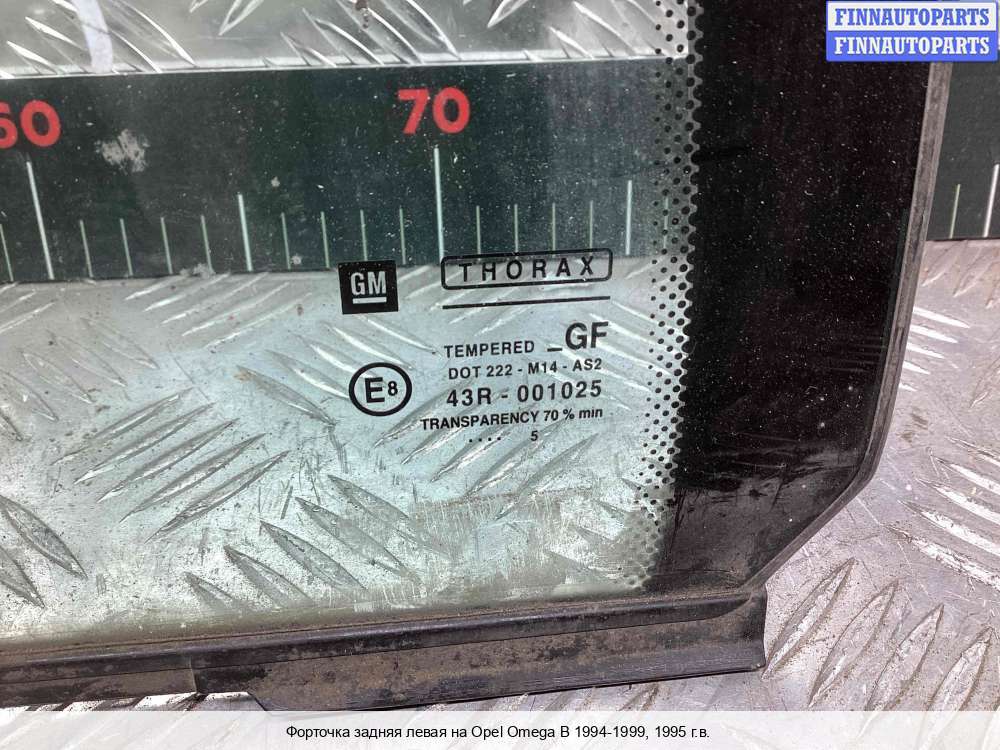 FINNAUTOPARTS
FINNAUTOPARTS
60
70
GM
THORAX
TEMPERED _GF
DOT 222 - M14 - AS2
E8
43R - 001025
TRANSPARENCY 70 % min
.... 5
Форточка задняя левая на Opel Omega B 1994-1999, 1995 г.в.